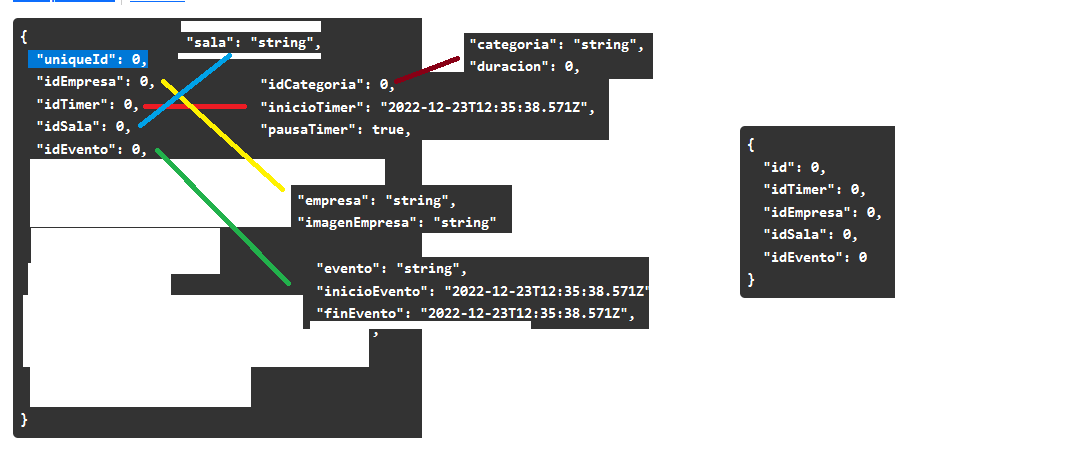 {
"uniqueId": 0,
"idEmpresa": 0,
"idTimer": 0,
"idSala": 0,
"idEvento": 0,
"sala": "string",
"idCategoria": 0,
"inicioTimer": "2022-12-23T12:35:38.571Z",
"pausaTimer": true,
"categoria": "string",
"duracion": 0,
"empresa": "string",
"imagenEmpresa": "string"
"evento": "string",
"inicioEvento": "2022-12-23T12:35:38.571Z"
"finEvento": "2022-12-23T12:35:38.571Z",
,
}
{
"id": 0,
"idTimer": 0,
"idEmpresa": 0,
"idSala": 0,
"idEvento": 0
}